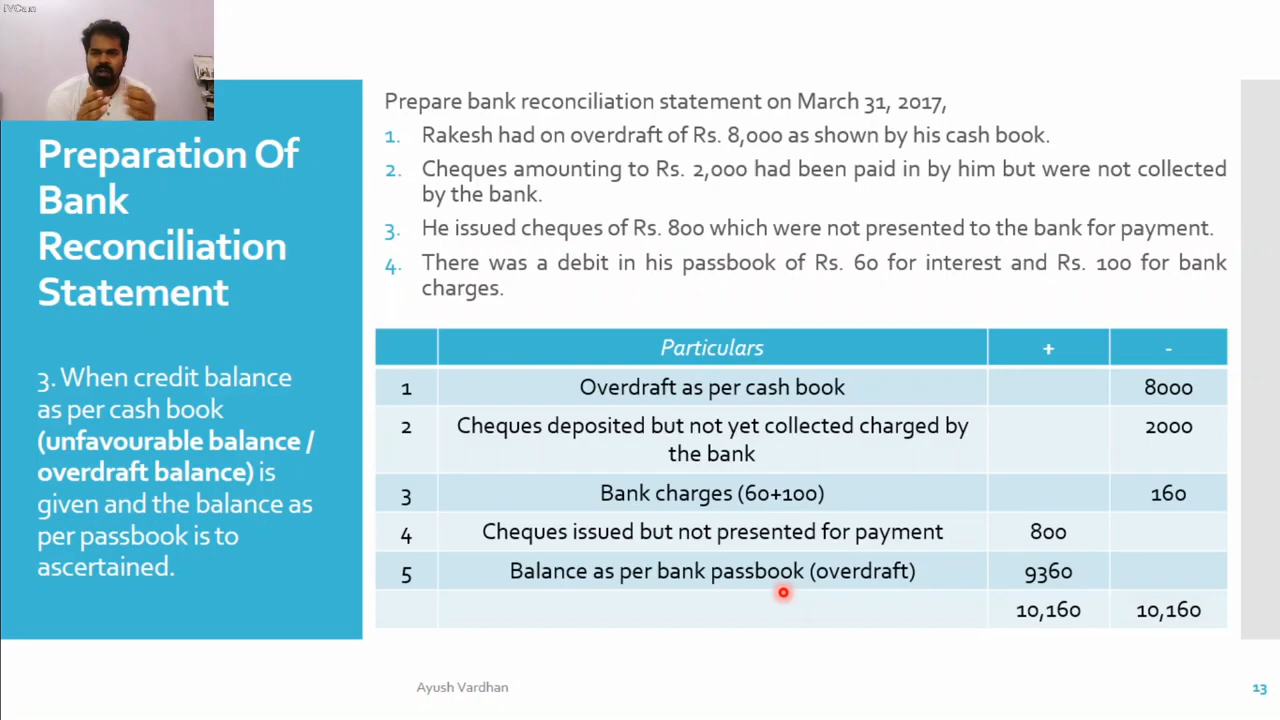 iVCam
Preparation Of
Bank
Reconciliation
Statement
3. When credit balance
as per cash book
(unfavourable balance /
overdraft balance) is
given and the balance as
per passbook is to
ascertained.
Prepare bank reconciliation statement on March 31, 2017,
1. Rakesh had on overdraft of Rs. 8,000 as shown by his cash book.
2. Cheques amounting to Rs. 2,000 had been paid in by him but were not collected
by the bank.
3. He issued cheques of Rs. 800 which were not presented to the bank for payment.
4. There was a debit in his passbook of Rs. 60 for interest and Rs. 100 for bank
charges.
Particulars + -
1 Overdraft as per cash book 8000
2 Cheques deposited but not yet collected charged by 2000
the bank
3 Bank charges (60+100) 160
4 Cheques issued but not presented for payment 800
5 Balance as per bank passbook (overdraft) 9360
10,160 10,160
Ayush Vardhan
13